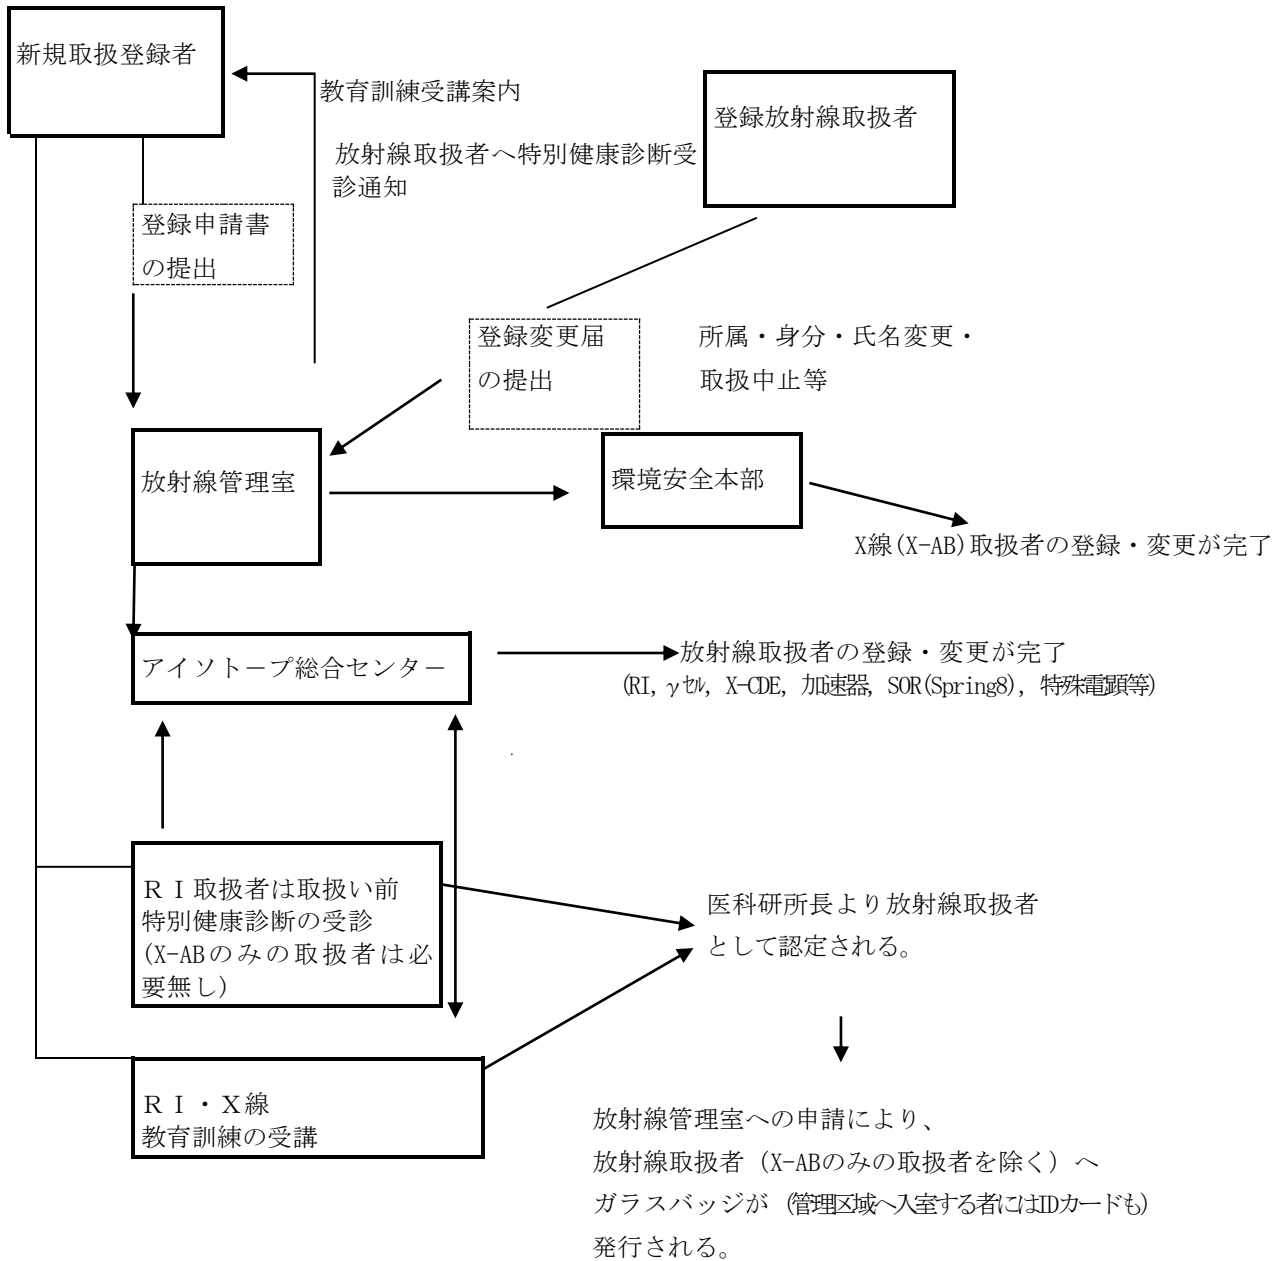 新規取扱登録者
教育訓練受講案内
登録放射線取扱者
放射線取扱者へ特別健康診断受
診通知
登録申請書
の提出
登録変更届
の提出
所属・身分・氏名変更・
取扱中止等
放射線管理室
環境安全本部
X線(X-AB)取扱者の登録・変更が完了
アイソトープ総合センター
放射線取扱者の登録・変更が完了
(RI, γセル, X-CDE, 加速器, SOR(Spring8), 特殊電顕等)
ＲＩ取扱者は取扱い前
特別健康診断の受診
(X-ABのみの取扱者は必
要無し)
医科研所長より放射線取扱者
として認定される。
ＲＩ・Ｘ線
教育訓練の受講
放射線管理室への申請により、
放射線取扱者（X-ABのみの取扱者を除く）へ
ガラスバッジが（管理区域へ入室する者にはIDカードも）
発行される。